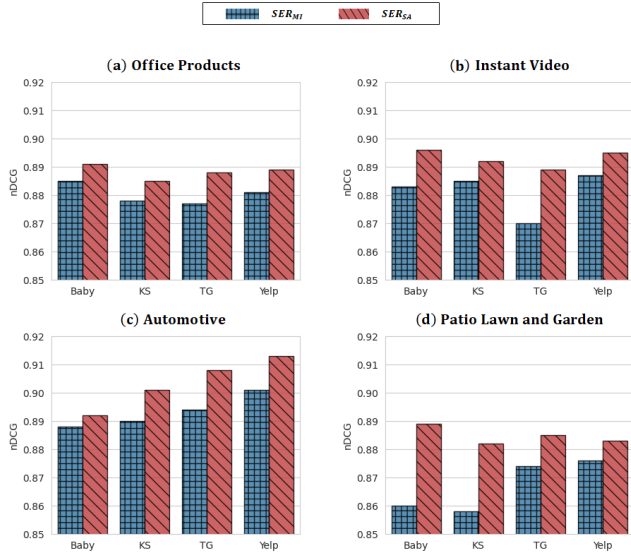 SER_MI SER_SA
(a) Office Products
(b) Instant Video
0.92
0.91
0.90
0.89
0.88
0.87
0.86
0.85
nDCG
Baby KS TG Yelp
0.92
0.91
0.90
0.89
0.88
0.87
0.86
0.85
nDCG
Baby KS TG Yelp
(c) Automotive
(d) Patio Lawn and Garden
0.92
0.91
0.90
0.89
0.88
0.87
0.86
0.85
nDCG
Baby KS TG Yelp
0.92
0.91
0.90
0.89
0.88
0.87
0.86
0.85
nDCG
Baby KS TG Yelp